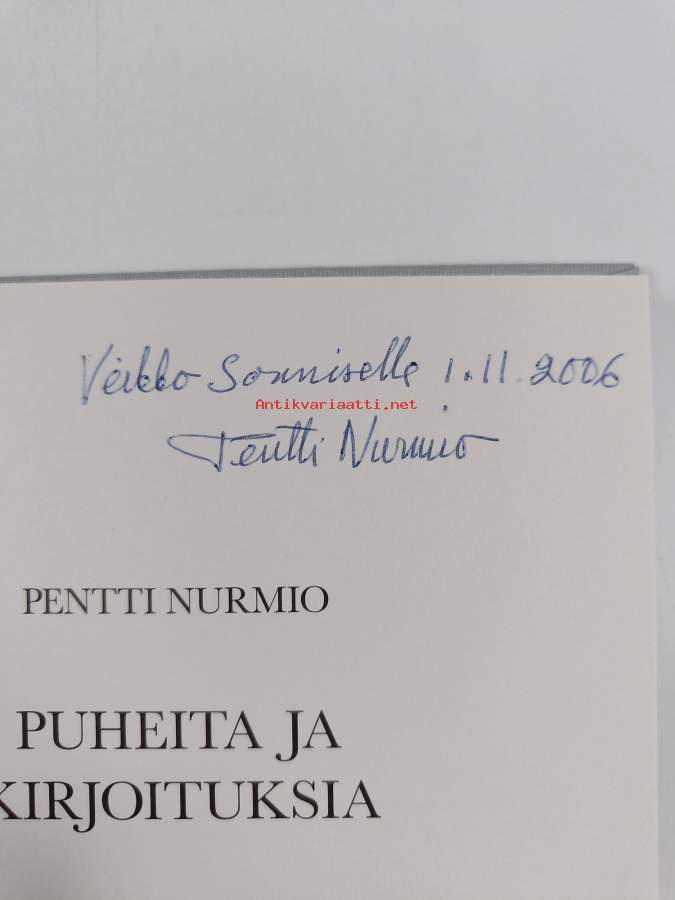 Veikko Sonniselle 1.11.2006
Antikvariaatti.net
Pentti Nurmio
PENTTI NURMIO
PUHEITA JA
KIRJOITUKSIA